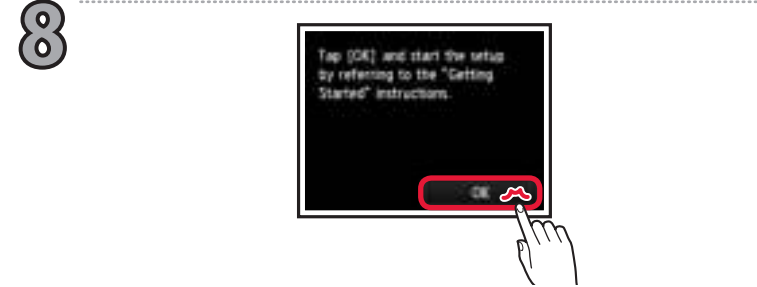 8
Tap [OK] and start the setup
by referring to the "Getting
Started" instructions.
OK